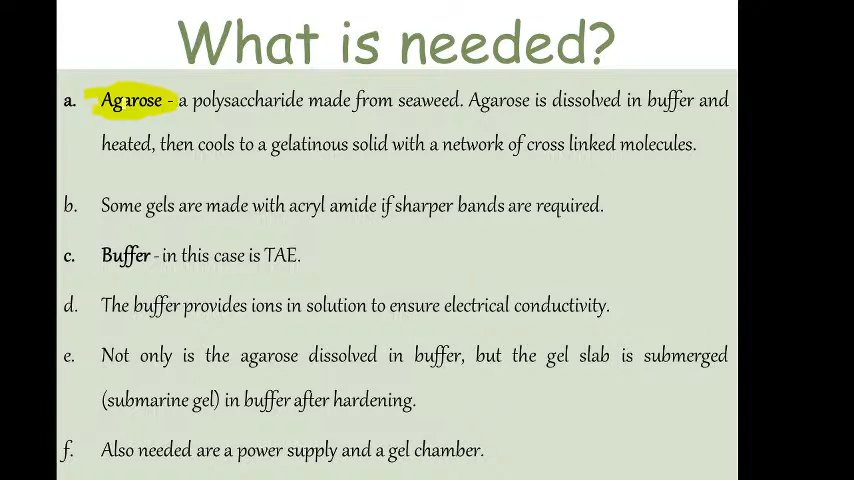 What is needed?
a. Agarose - a polysaccharide made from seaweed. Agarose is dissolved in buffer and
heated, then cools to a gelatinous solid with a network of cross linked molecules.
b. Some gels are made with acryl amide if sharper bands are required.
c. Buffer - in this case is TAE.
d. The buffer provides ions in solution to ensure electrical conductivity.
e. Not only is the agarose dissolved in buffer, but the gel slab is submerged
(submarine gel) in buffer after hardening.
f. Also needed are a power supply and a gel chamber.